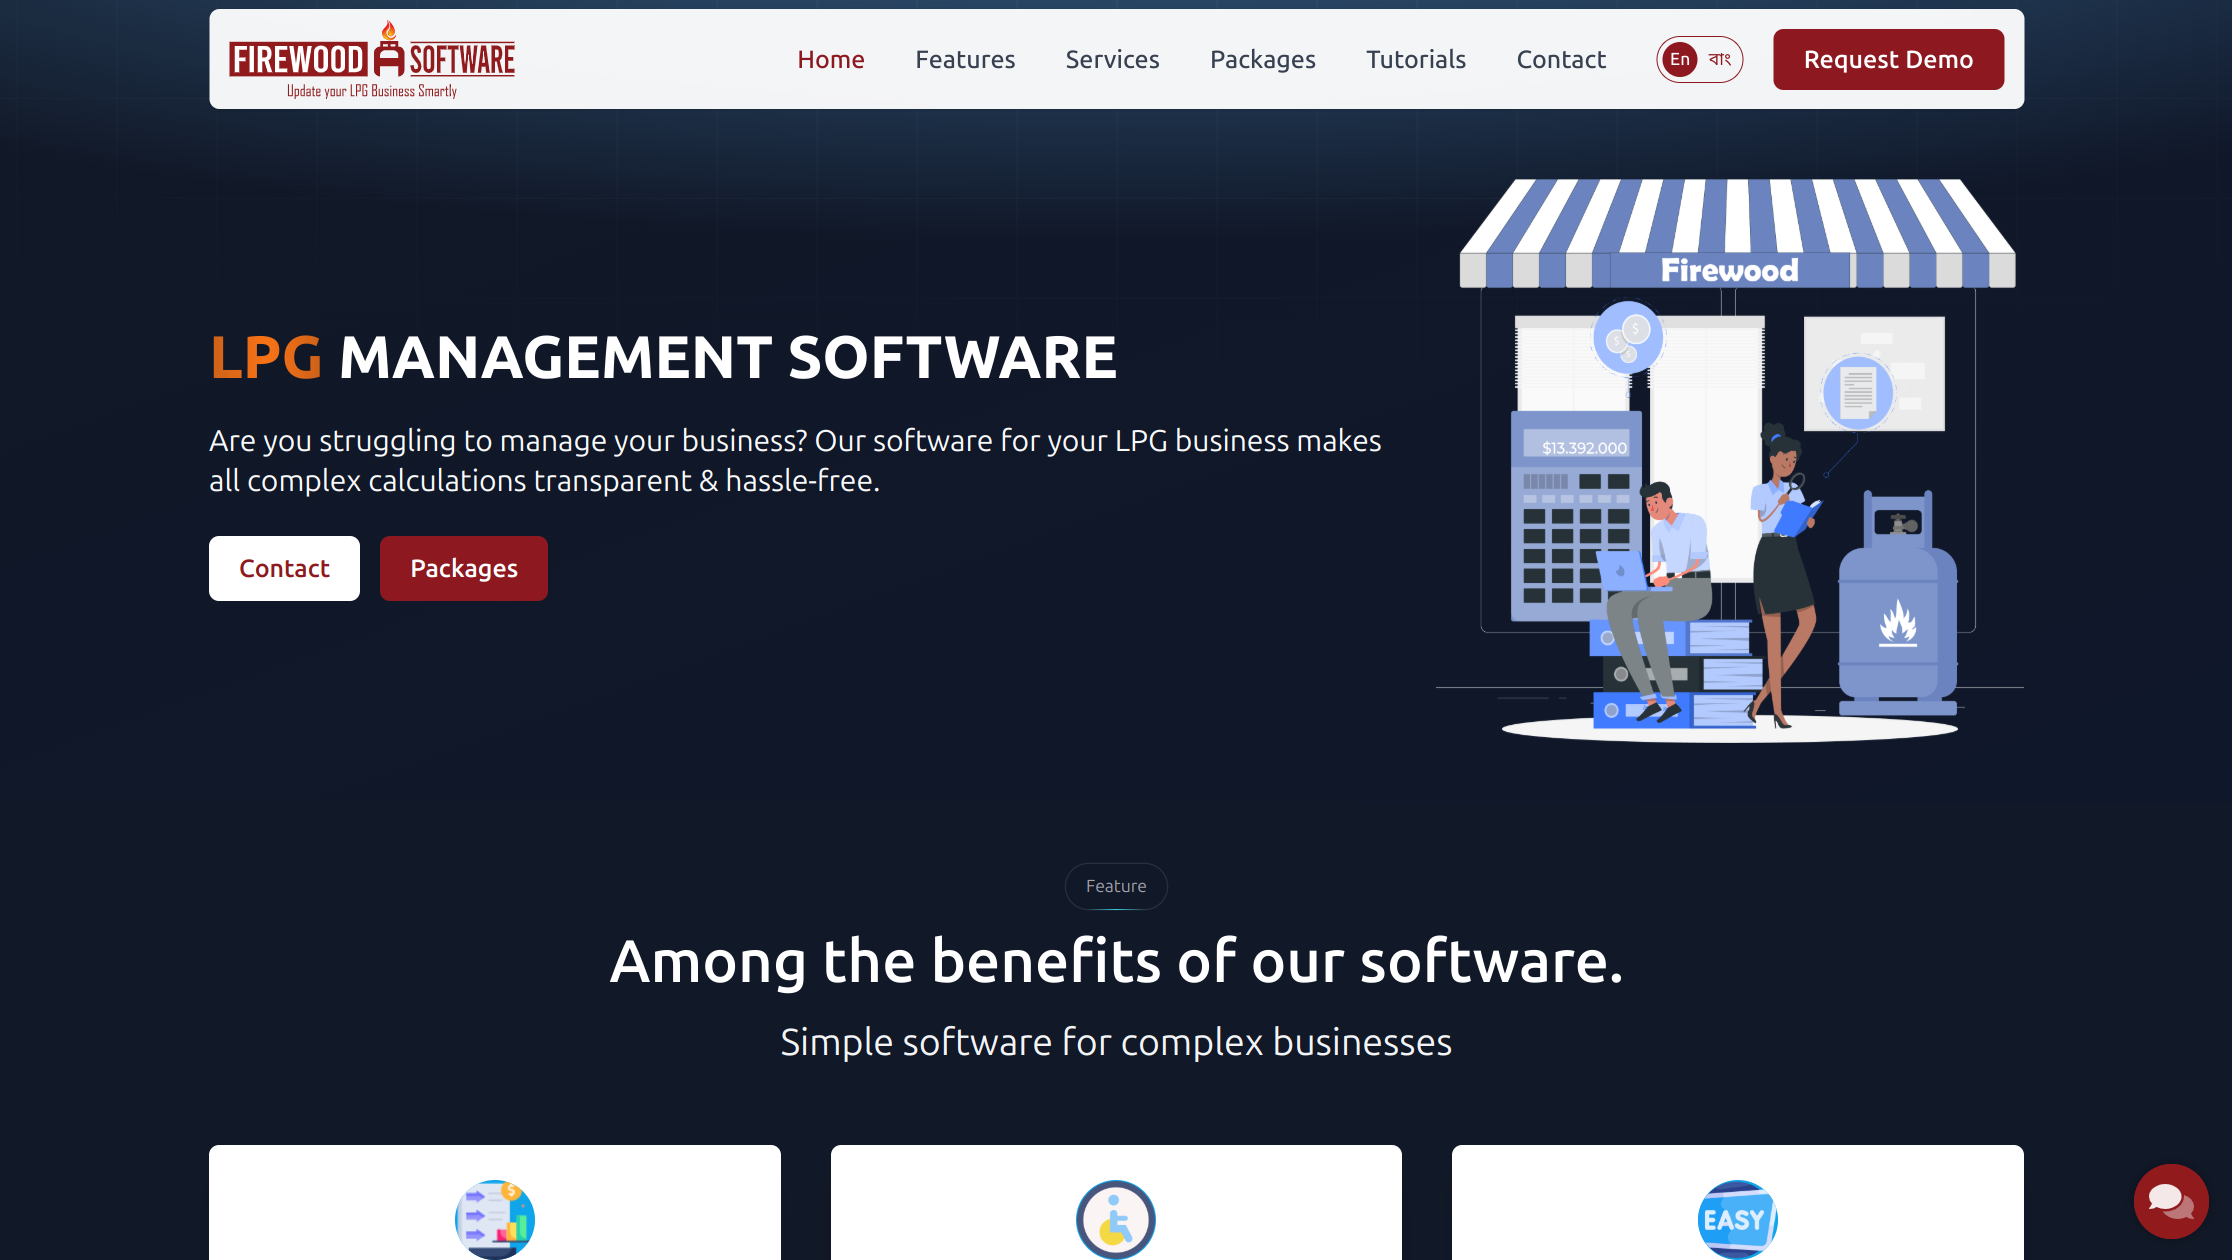 FIREWOOD SOFTWARE
Update your LPG Business Smartly
Home
Features
Services
Packages
Tutorials
Contact
En
বাং
Request Demo
Firewood
$13.392.000
LPG MANAGEMENT SOFTWARE
Are you struggling to manage your business? Our software for your LPG business makes
all complex calculations transparent & hassle-free.
Contact
Packages
Feature
Among the benefits of our software.
Simple software for complex businesses
EASY